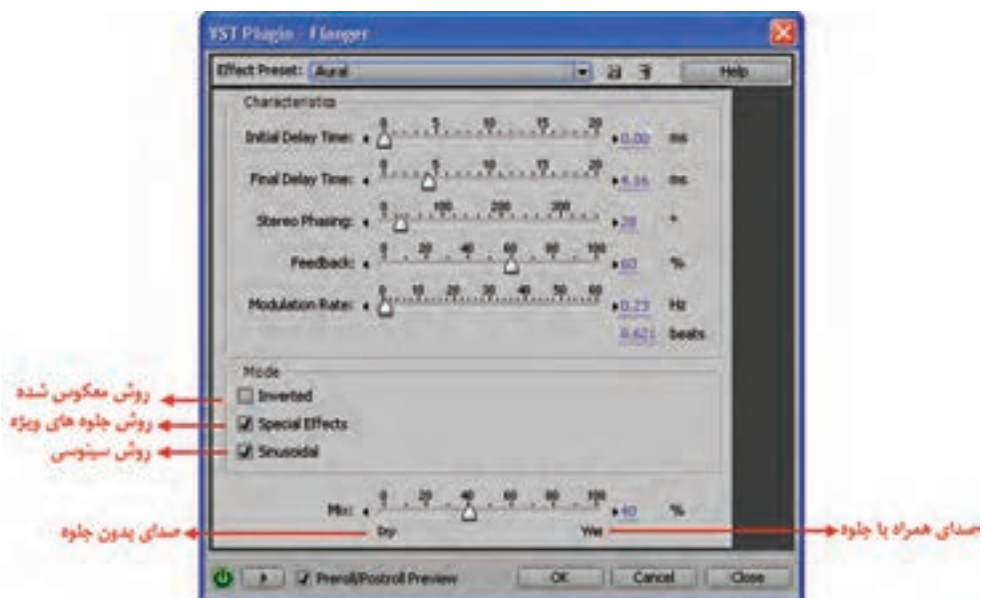 VST Plugin - Flanger
Effect Preset: Aural Help
Characteristics
0 5 10 15 20
Initial Delay Time: 0.00 ms
0 5 10 15 20
Final Delay Time: 4.16 ms
0 100 200 300
Stereo Phasing: 28 °
0 20 40 60 80 100
Feedback: 60 %
0 10 20 30 40 50 60
Modulation Rate: 0.23 Hz
8.621 beats
Mode
روش معکوس شده Inverted
روش جلوه های ویژه Special Effects
روش سینوسی Sinusoidal
0 20 40 60 80 100
Mix: 40 %
صدای بدون جلوه Dry Wet صدای همراه با جلوه
Preroll/Postroll Preview OK Cancel Close